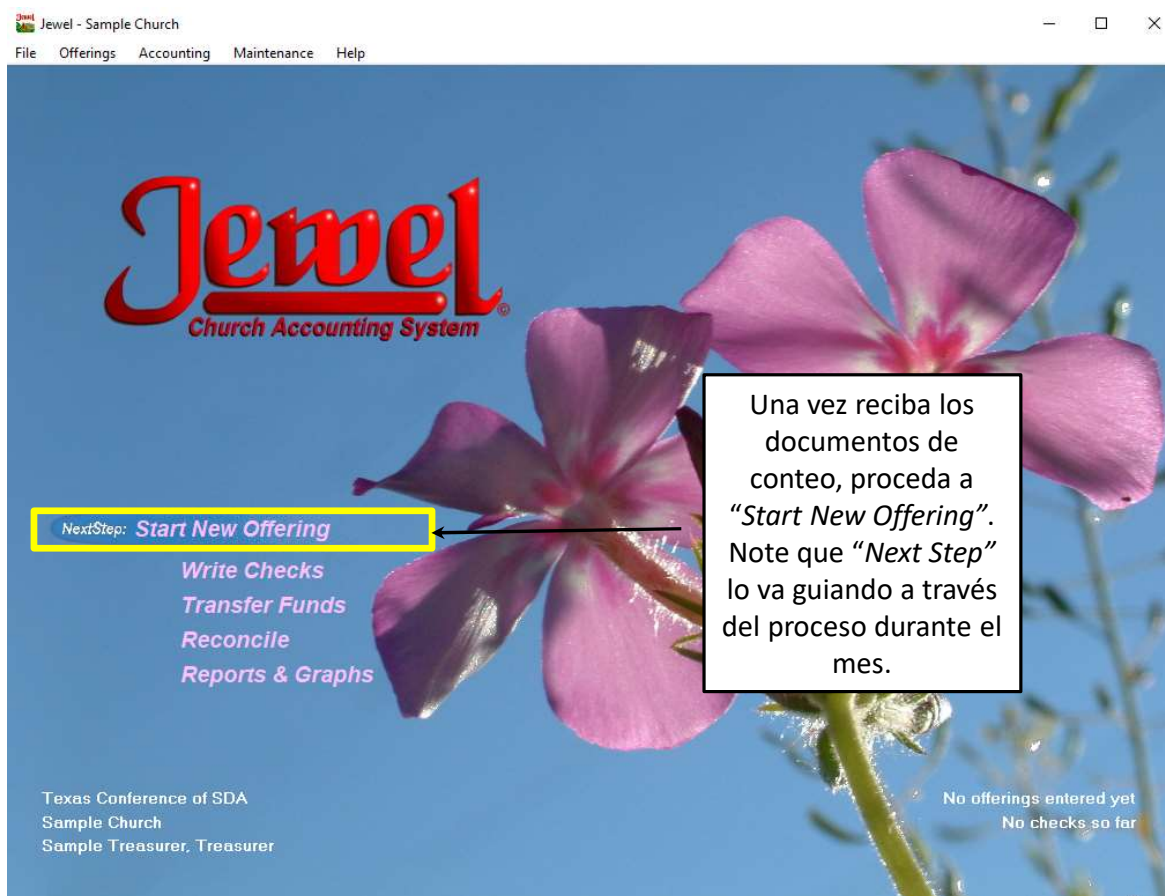 Jewel - Sample Church
File Offerings Accounting Maintenance Help
Jewel
©
Church Accounting System
Una vez reciba los
documentos de
conteo, proceda a
“Start New Offering”.
Note que “Next Step”
lo va guiando a través
del proceso durante el
mes.
NextStep: Start New Offering
Write Checks
Transfer Funds
Reconcile
Reports & Graphs
Texas Conference of SDA
Sample Church
Sample Treasurer, Treasurer
No offerings entered yet
No checks so far